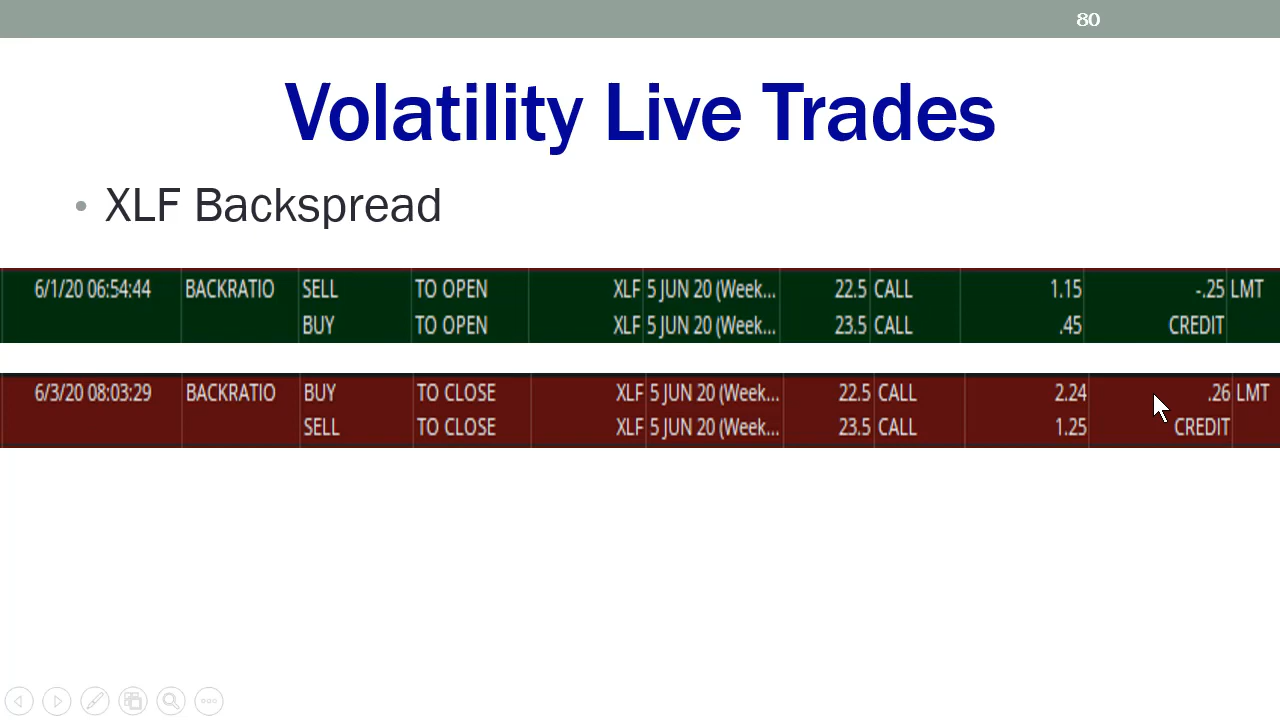 80
Volatility Live Trades
• XLF Backspread
6/1/20 06:54:44 BACKRATIO SELL TO OPEN XLF 5 JUN 20 (Week... 22.5 CALL 1.15 -.25 LMT
BUY TO OPEN XLF 5 JUN 20 (Week... 23.5 CALL .45 CREDIT
6/3/20 08:03:29 BACKRATIO BUY TO CLOSE XLF 5 JUN 20 (Week... 22.5 CALL 2.24 .26 LMT
SELL TO CLOSE XLF 5 JUN 20 (Week... 23.5 CALL 1.25 CREDIT